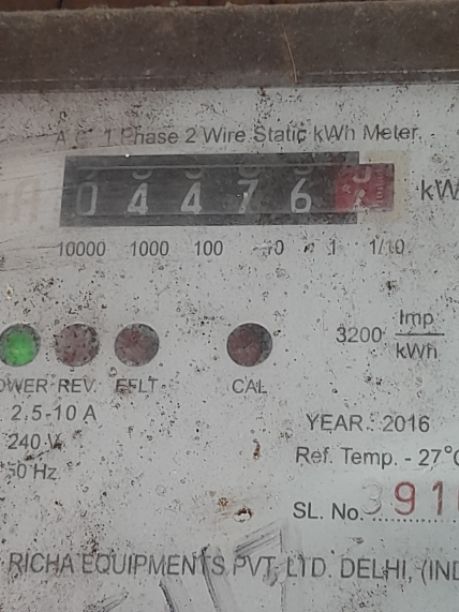 A.C. 1 Phase 2 Wire Static kWh Meter
0 4 4 7 6 kW
10000 1000 100 10 1 1/10
3200 Imp/kWh
POWER REV. EFLT CAL
2.5-10 A
240 V
50 Hz
YEAR: 2016
Ref. Temp. - 27°C
SL. No. 391
RICHA EQUIPMENTS PVT. LTD. DELHI, (IND